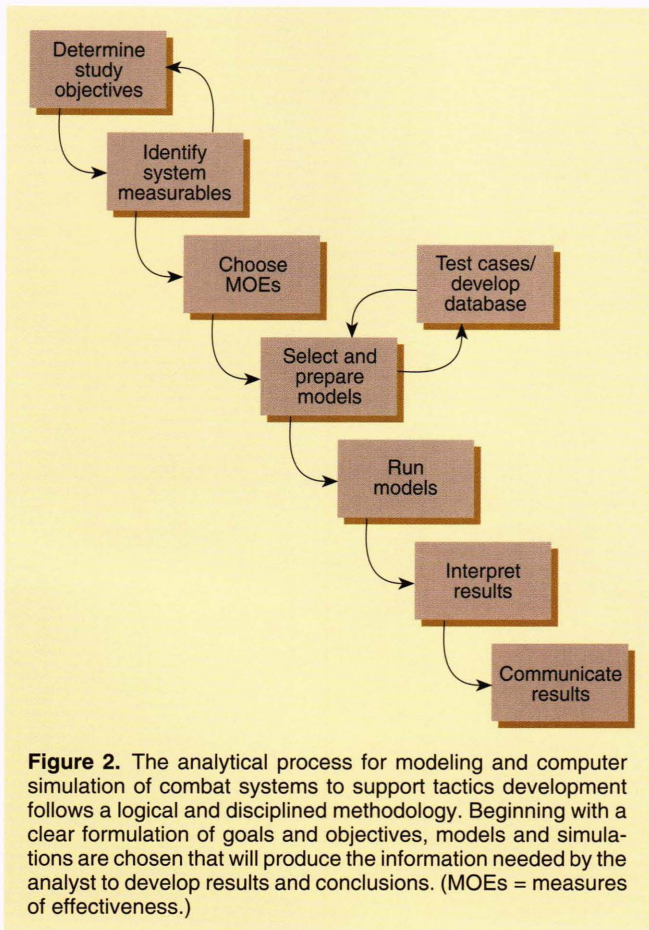 Determine
study
objectives
Identify
system
measurables
Choose
MOEs
Test cases/
develop
database
Select and
prepare
models
Run
models
Interpret
results
Communicate
results
Figure 2. The analytical process for modeling and computer
simulation of combat systems to support tactics development
follows a logical and disciplined methodology. Beginning with a
clear formulation of goals and objectives, models and simula-
tions are chosen that will produce the information needed by the
analyst to develop results and conclusions. (MOEs = measures
of effectiveness.)